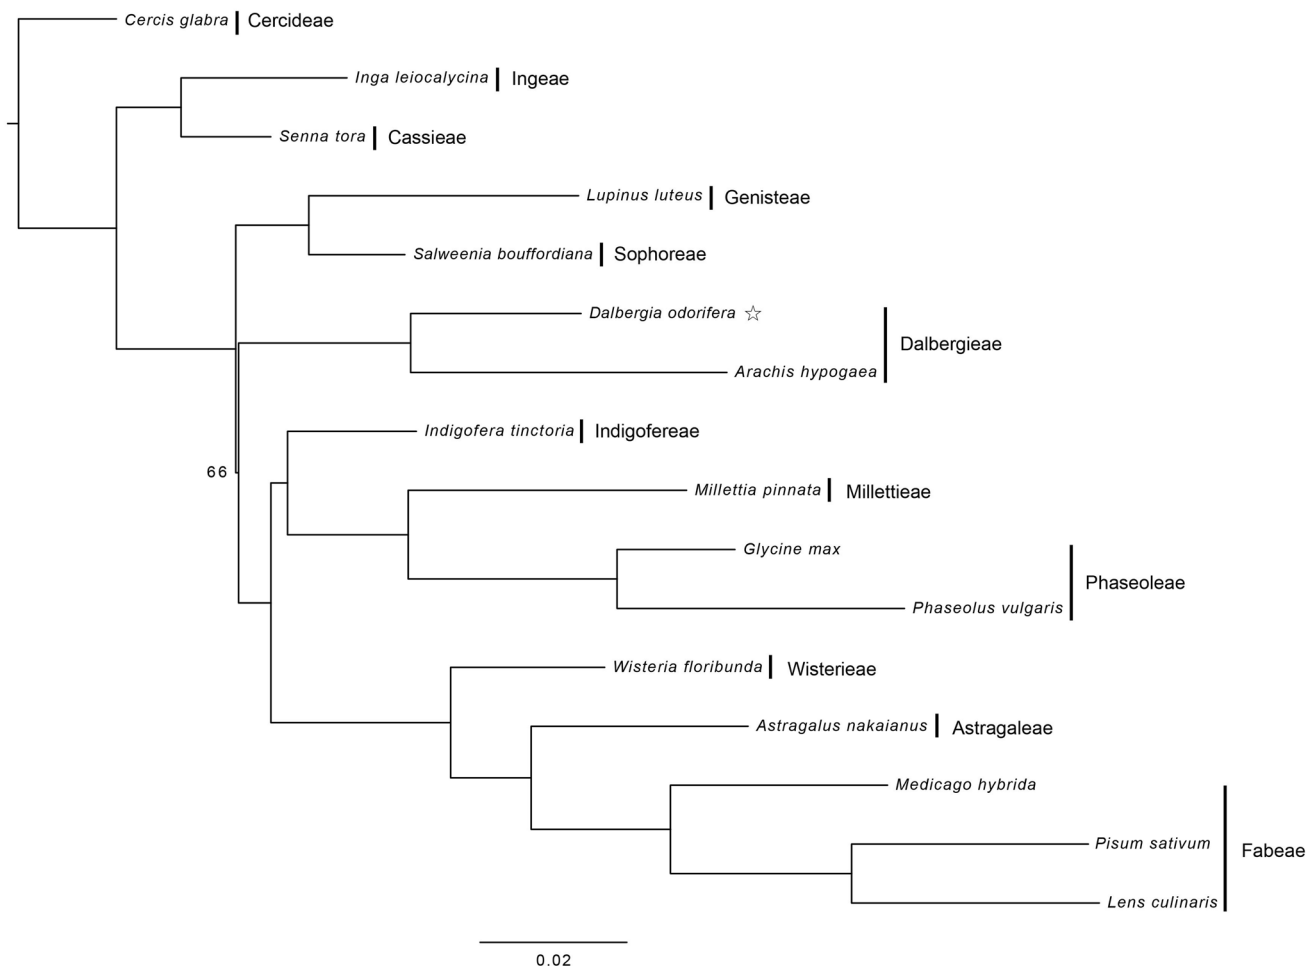 Cercis glabra Cercideae
Inga leiocalycina Ingeae
Senna tora Cassieae
Lupinus luteus Genisteae
Salweenia bouffordiana Sophoreae
Dalbergia odorifera ☆
Dalbergieae
Arachis hypogaea
Indigofera tinctoria Indigofereae
66
Millettia pinnata Millettieae
Glycine max
Phaseoleae
Phaseolus vulgaris
Wisteria floribunda Wisterieae
Astragalus nakaianus Astragaleae
Medicago hybrida
Pisum sativum
Fabeae
Lens culinaris
0.02